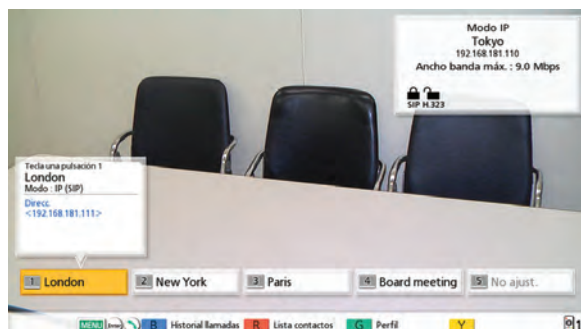 Modo IP
Tokyo
192.168.181.110
Ancho banda máx. : 9.0 Mbps
SIP H.323
Tecla una pulsación 1
London
Modo : IP (SIP)
Direcc.
<192.168.181.111>
1 London
2 New York
3 Paris
4 Board meeting
5 No ajust.
MENU Enter B Historial llamadas R Lista contactos G Perfil Y